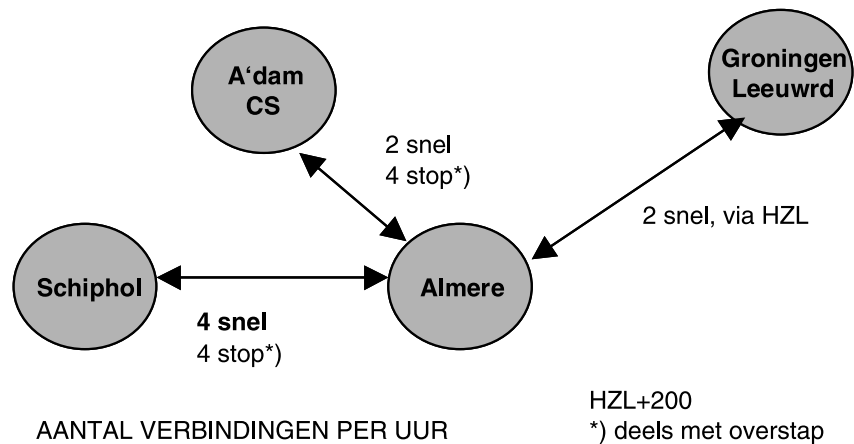 Groningen
Leeuwrd
A'dam
CS
2 snel
4 stop*)
2 snel, via HZL
Schiphol
Almere
4 snel
4 stop*)
HZL+200
AANTAL VERBINDINGEN PER UUR
*) deels met overstap